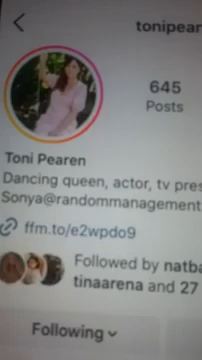 tonipear
645
Posts
Toni Pearen
Dancing queen, actor, tv pres
Sonya@randommanagement
ffm.to/e2wpdo9
Followed by natba
tinaarena and 27
Following